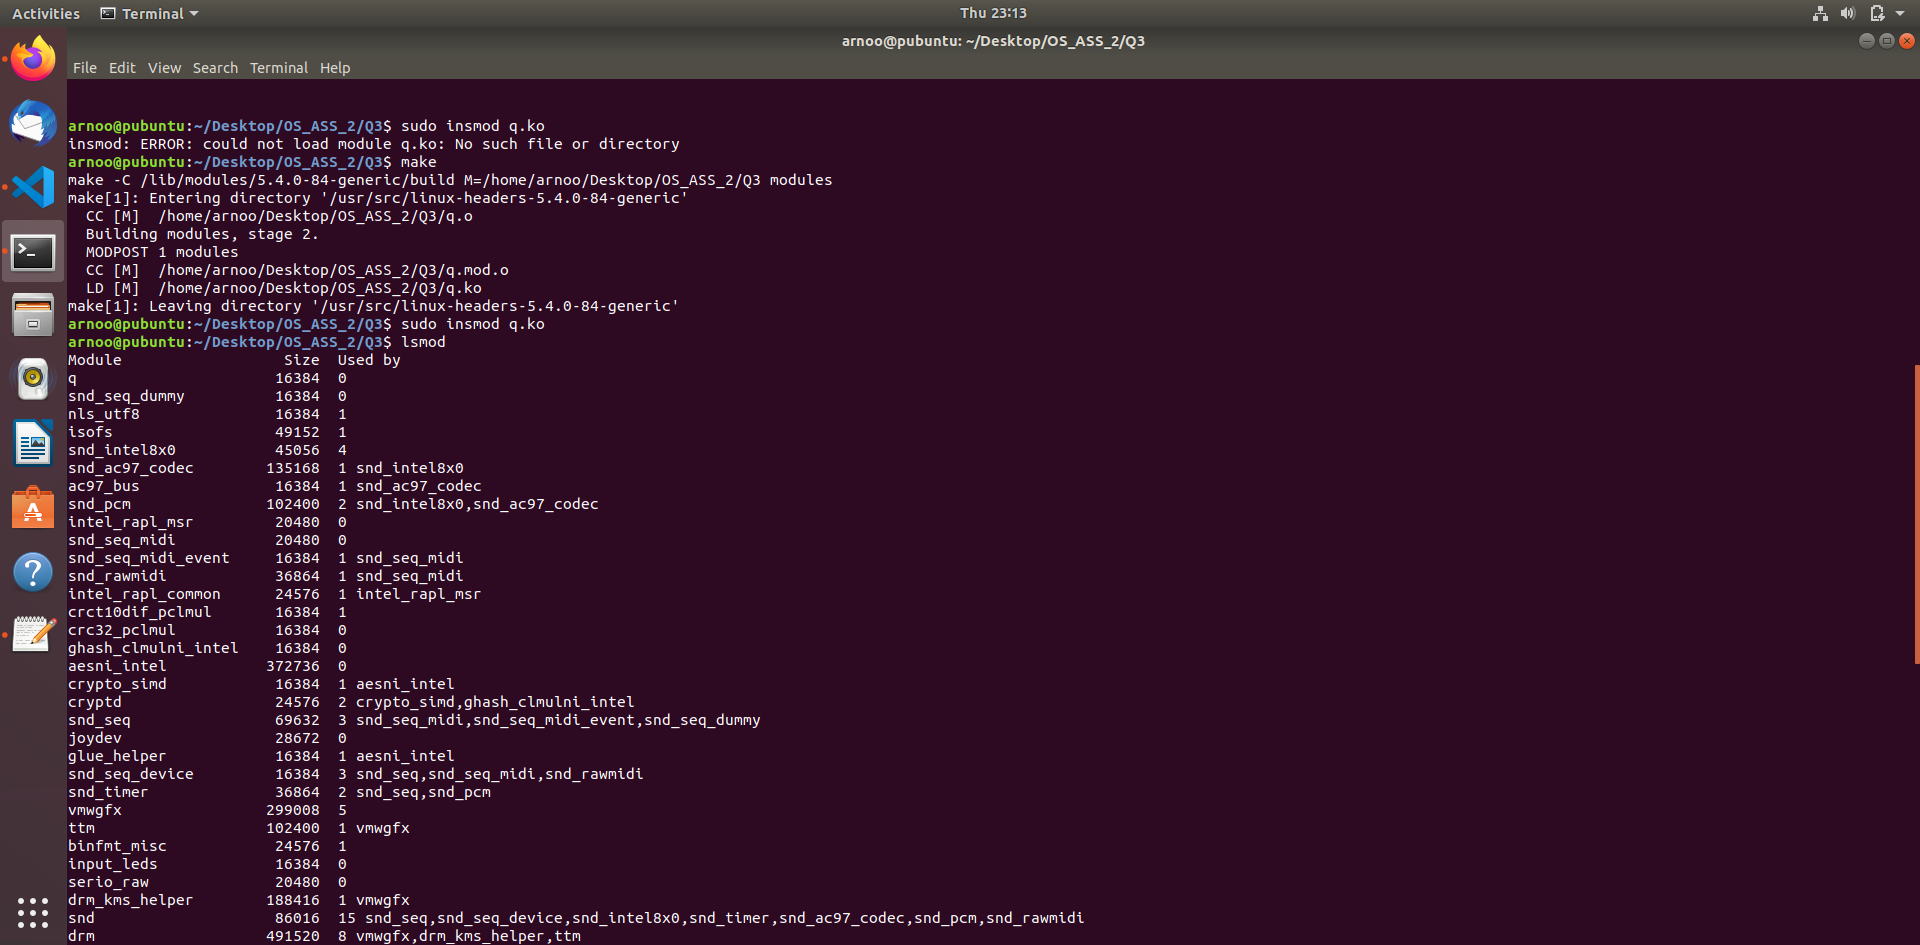 Activities Terminal Thu 23:13
arnoo@pubuntu: ~/Desktop/OS_ASS_2/Q3
File Edit View Search Terminal Help
arnoo@pubuntu:~/Desktop/OS_ASS_2/Q3$ sudo insmod q.ko
insmod: ERROR: could not load module q.ko: No such file or directory
arnoo@pubuntu:~/Desktop/OS_ASS_2/Q3$ make
make -C /lib/modules/5.4.0-84-generic/build M=/home/arnoo/Desktop/OS_ASS_2/Q3 modules
make[1]: Entering directory '/usr/src/linux-headers-5.4.0-84-generic'
  CC [M]  /home/arnoo/Desktop/OS_ASS_2/Q3/q.o
  Building modules, stage 2.
  MODPOST 1 modules
  CC [M]  /home/arnoo/Desktop/OS_ASS_2/Q3/q.mod.o
  LD [M]  /home/arnoo/Desktop/OS_ASS_2/Q3/q.ko
make[1]: Leaving directory '/usr/src/linux-headers-5.4.0-84-generic'
arnoo@pubuntu:~/Desktop/OS_ASS_2/Q3$ sudo insmod q.ko
arnoo@pubuntu:~/Desktop/OS_ASS_2/Q3$ lsmod
Module                  Size  Used by
q                      16384  0
snd_seq_dummy          16384  0
nls_utf8               16384  1
isofs                  49152  1
snd_intel8x0           45056  4
snd_ac97_codec        135168  1 snd_intel8x0
ac97_bus               16384  1 snd_ac97_codec
snd_pcm               102400  2 snd_intel8x0,snd_ac97_codec
intel_rapl_msr         20480  0
snd_seq_midi           20480  0
snd_seq_midi_event     16384  1 snd_seq_midi
snd_rawmidi            36864  1 snd_seq_midi
intel_rapl_common      24576  1 intel_rapl_msr
crct10dif_pclmul       16384  1
crc32_pclmul           16384  0
ghash_clmulni_intel    16384  0
aesni_intel           372736  0
crypto_simd            16384  1 aesni_intel
cryptd                 24576  2 crypto_simd,ghash_clmulni_intel
snd_seq                69632  3 snd_seq_midi,snd_seq_midi_event,snd_seq_dummy
joydev                 28672  0
glue_helper            16384  1 aesni_intel
snd_seq_device         16384  3 snd_seq,snd_seq_midi,snd_rawmidi
snd_timer              36864  2 snd_seq,snd_pcm
vmwgfx                299008  5
ttm                   102400  1 vmwgfx
binfmt_misc            24576  1
input_leds             16384  0
serio_raw              20480  0
drm_kms_helper        188416  1 vmwgfx
snd                    86016  15 snd_seq,snd_seq_device,snd_intel8x0,snd_timer,snd_ac97_codec,snd_pcm,snd_rawmidi
drm                   491520  8 vmwgfx,drm_kms_helper,ttm